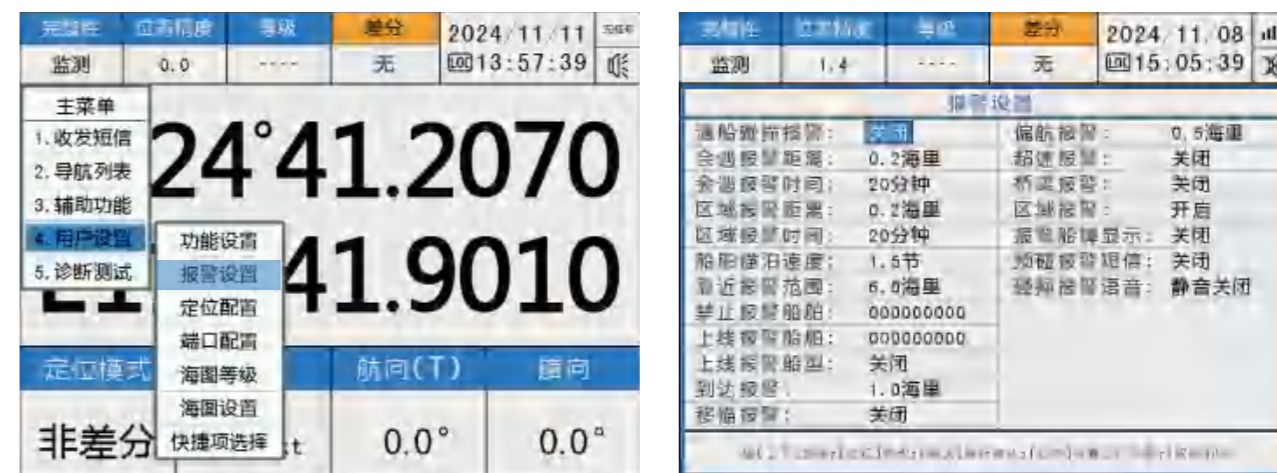 完整性 位置精度 等级 差分 2024/11/11
监测 0.0 ---- 无 LOC 13:57:39
主菜单
1.收发短信
2.导航列表
3.辅助功能
4.用户设置
5.诊断测试
24°41.2070
41.9010
功能设置
报警设置
定位配置
端口配置
海图等级
海图设置
快捷项选择
定位模式 航向(T) 艏向
非差分 0.0° 0.0°
完整性 位置精度 等级 差分 2024/11/08
监测 1.4 ---- 无 LOC 15:05:39
报警设置
遇船碰撞报警: 关闭 偏航报警: 0.5海里
会遇报警距离: 0.2海里 超速报警: 关闭
会遇报警时间: 20分钟 桥梁报警: 关闭
区域报警距离: 0.2海里 区域报警: 开启
区域报警时间: 20分钟 报警船牌显示: 关闭
船舶锚泊速度: 1.5节 报警短信: 关闭
靠近报警范围: 6.0海里 报警语音: 静音关闭
禁止报警船舶: 000000000
上线报警船舶: 000000000
上线报警船型: 关闭
到达报警: 1.0海里
移锚报警: 关闭